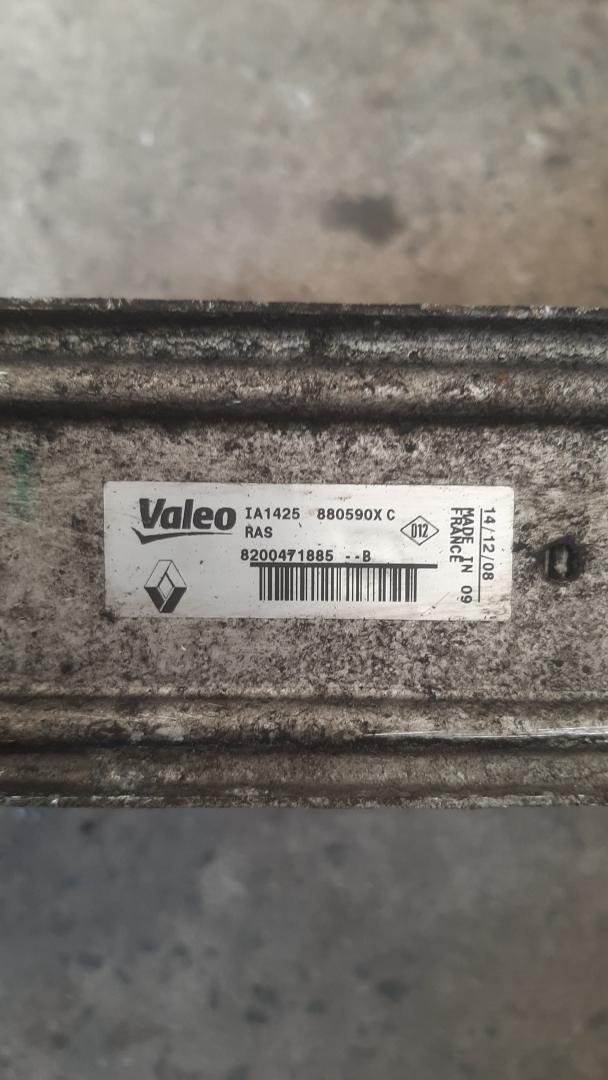 Valeo
IA1425 880590X C
RAS
D12
8200471885 --B
14/12/08
MADE IN 09
FRANCE